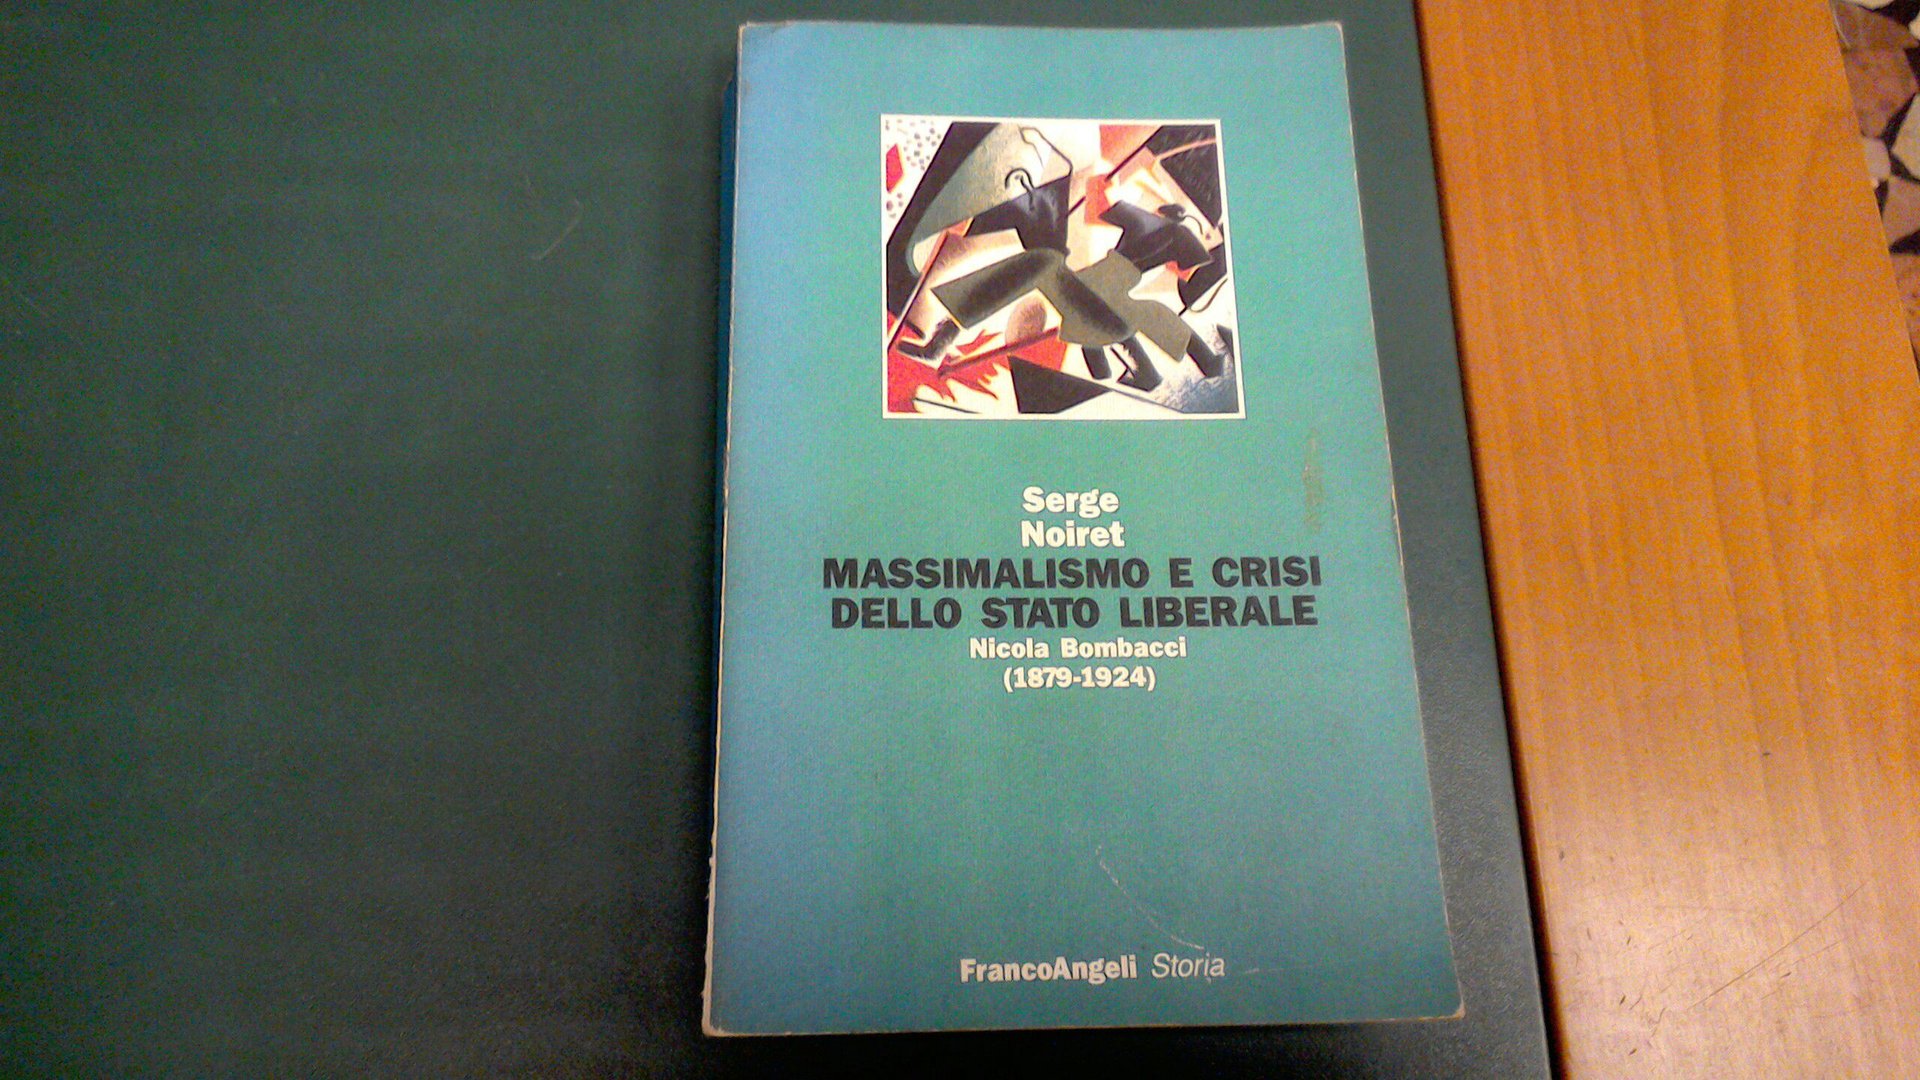 Serge
Noiret
MASSIMALISMO E CRISI
DELLO STATO LIBERALE
Nicola Bombacci
(1879-1924)
FrancoAngeli Storia